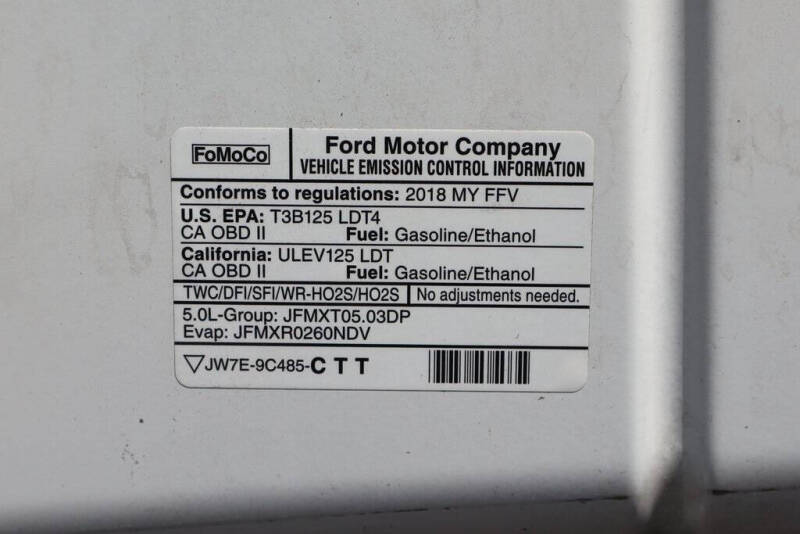 FoMoCo
Ford Motor Company
VEHICLE EMISSION CONTROL INFORMATION
Conforms to regulations: 2018 MY FFV
U.S. EPA: T3B125 LDT4
CA OBD II Fuel: Gasoline/Ethanol
California: ULEV125 LDT
CA OBD II Fuel: Gasoline/Ethanol
TWC/DFI/SFI/WR-HO2S/HO2S No adjustments needed.
5.0L-Group: JFMXT05.03DP
Evap: JFMXR0260NDV
JW7E-9C485-C T T